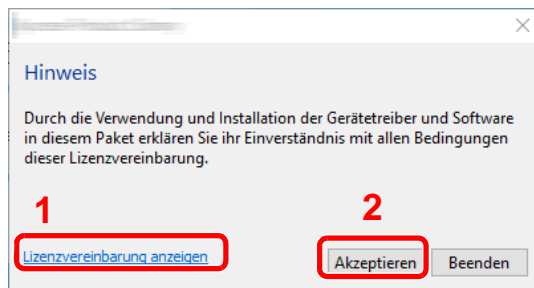 Hinweis
Durch die Verwendung und Installation der Gerätetreiber und Software
in diesem Paket erklären Sie ihr Einverständnis mit allen Bedingungen
dieser Lizenzvereinbarung.
1
2
Lizenzvereinbarung anzeigen
Akzeptieren
Beenden